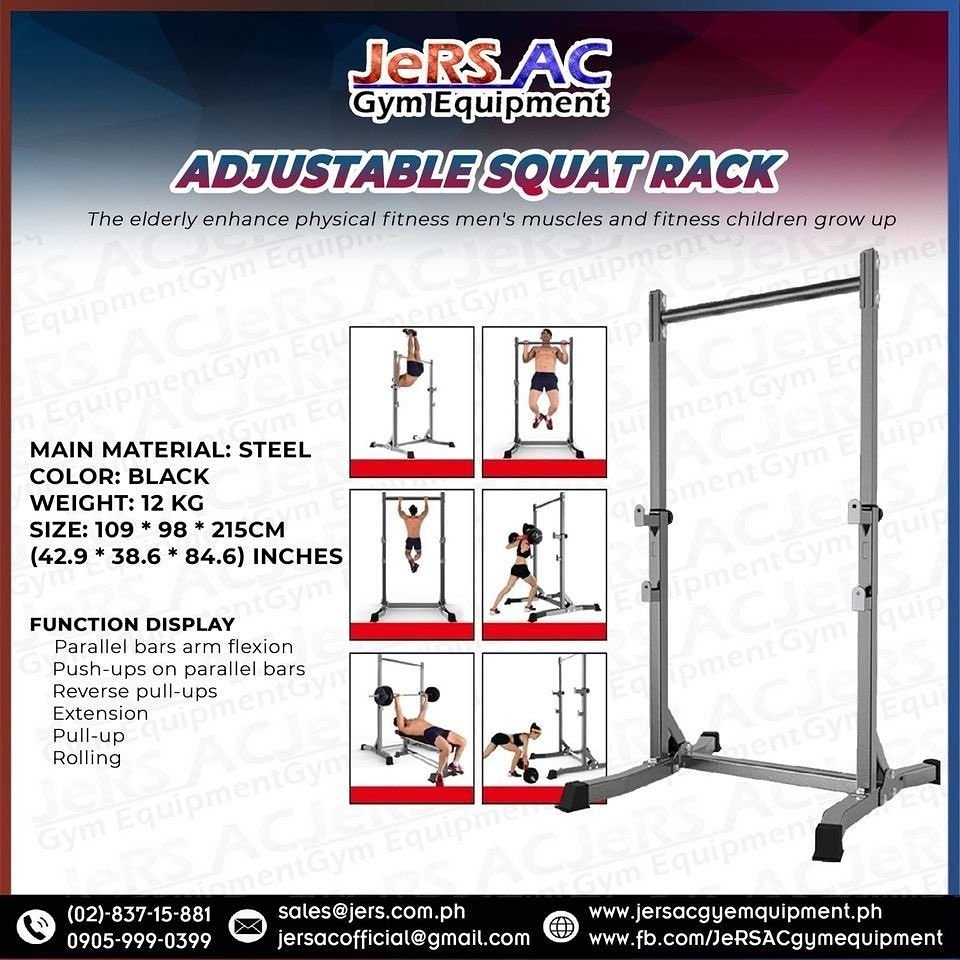 JeRS AC
Gym Equipment
ADJUSTABLE SQUAT RACK
The elderly enhance physical fitness men's muscles and fitness children grow up
MAIN MATERIAL: STEEL
COLOR: BLACK
WEIGHT: 12 KG
SIZE: 109 * 98 * 215CM
(42.9 * 38.6 * 84.6) INCHES
FUNCTION DISPLAY
Parallel bars arm flexion
Push-ups on parallel bars
Reverse pull-ups
Extension
Pull-up
Rolling
(02)-837-15-881
0905-999-0399
sales@jers.com.ph
jersacofficial@gmail.com
www.jersacgyemquipment.ph
www.fb.com/JeRSACgymequipment